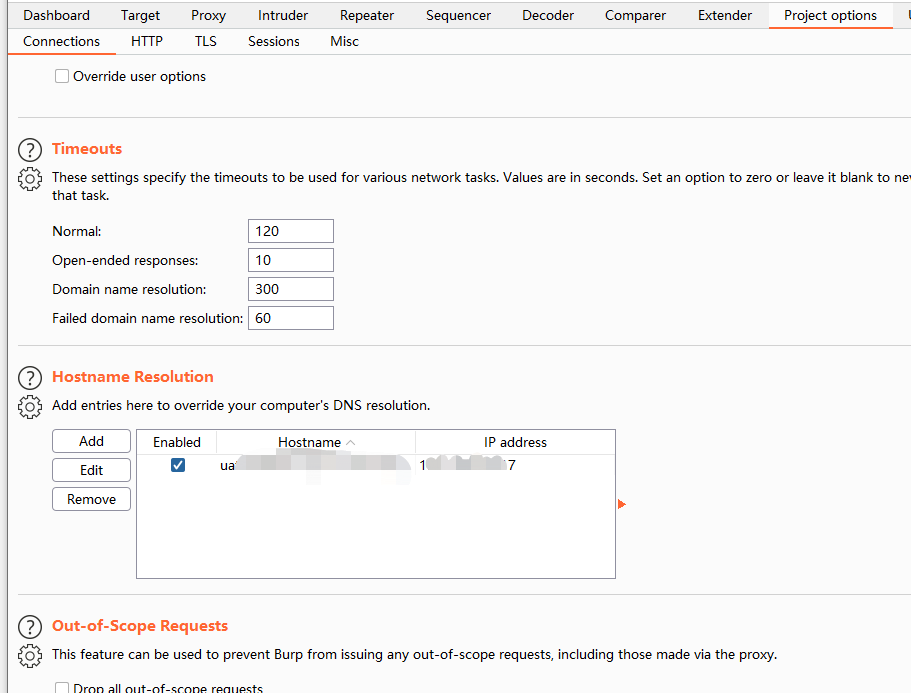 Dashboard Target Proxy Intruder Repeater Sequencer Decoder Comparer Extender Project options
Connections HTTP TLS Sessions Misc
Override user options
Timeouts
These settings specify the timeouts to be used for various network tasks. Values are in seconds. Set an option to zero or leave it blank to
that task.
Normal: 120
Open-ended responses: 10
Domain name resolution: 300
Failed domain name resolution: 60
Hostname Resolution
Add entries here to override your computer's DNS resolution.
Add Enabled Hostname IP address
ua 1 7
Edit
Remove
Out-of-Scope Requests
This feature can be used to prevent Burp from issuing any out-of-scope requests, including those made via the proxy.
Drop all out-of-scope requests